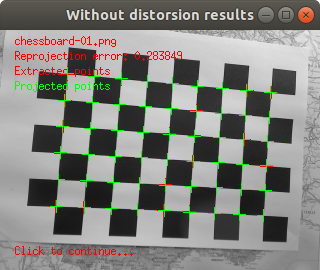 Without distorsion results
chessboard-01.png
Reprojection error: 0.283849
Extracted points
Projected points
Click to continue...